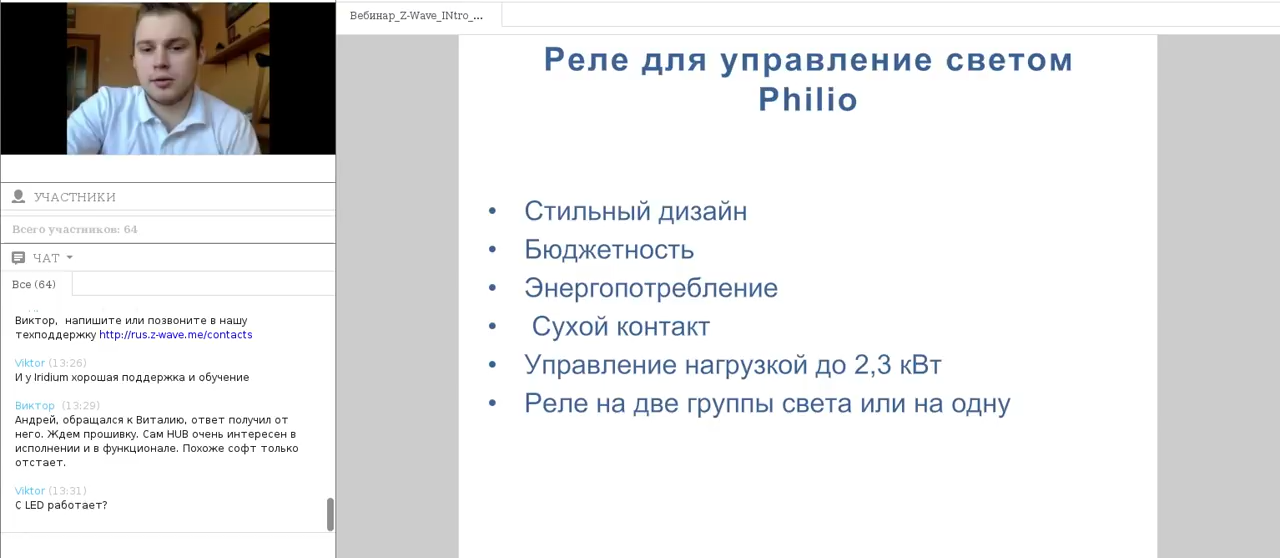 УЧАСТНИКИ
Всего участников: 64
ЧАТ
Все (64)
Виктор, напишите или позвоните в нашу
техподдержку http://rus.z-wave.me/contacts
Viktor (13:26)
И у Iridium хорошая поддержка и обучение
Виктор (13:29)
Андрей, обращался к Виталию, ответ получил от
него. Ждем прошивку. Сам HUB очень интересен в
исполнении и в функционале. Похоже софт только
отстает.
Viktor (13:31)
С LED работает?
Вебинар_Z-Wave_INtro_...
Реле для управление светом
Philio
• Стильный дизайн
• Бюджетность
• Энергопотребление
• Сухой контакт
• Управление нагрузкой до 2,3 кВт
• Реле на две группы света или на одну